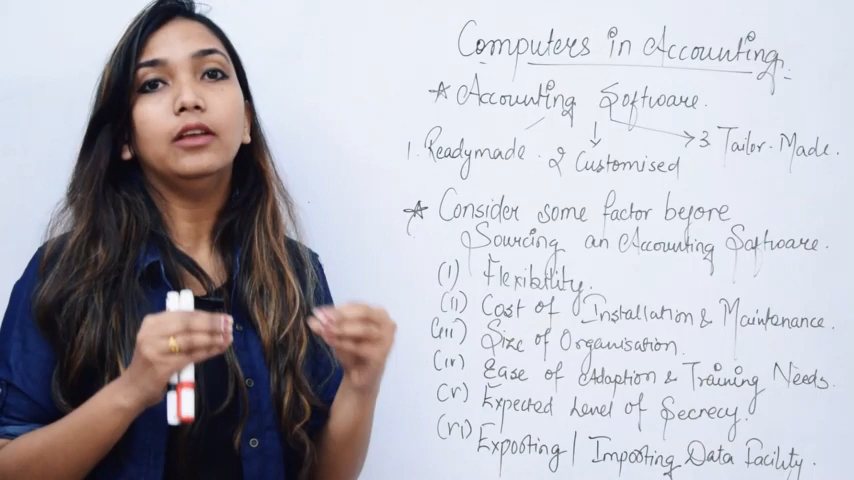 Computers in Accounting.
* Accounting Software.
1. Readymade. 2 Customised → 3 Tailor-Made.
* Consider some factor before
Sourcing an Accounting Software.
(i) Flexibility.
(ii) Cost of Installation & Maintenance.
(iii) Size of Organisation.
(iv) Ease of Adaption & Training Needs.
(v) Expected Level of Secrecy.
(vi) Exporting / Importing Data Facility.